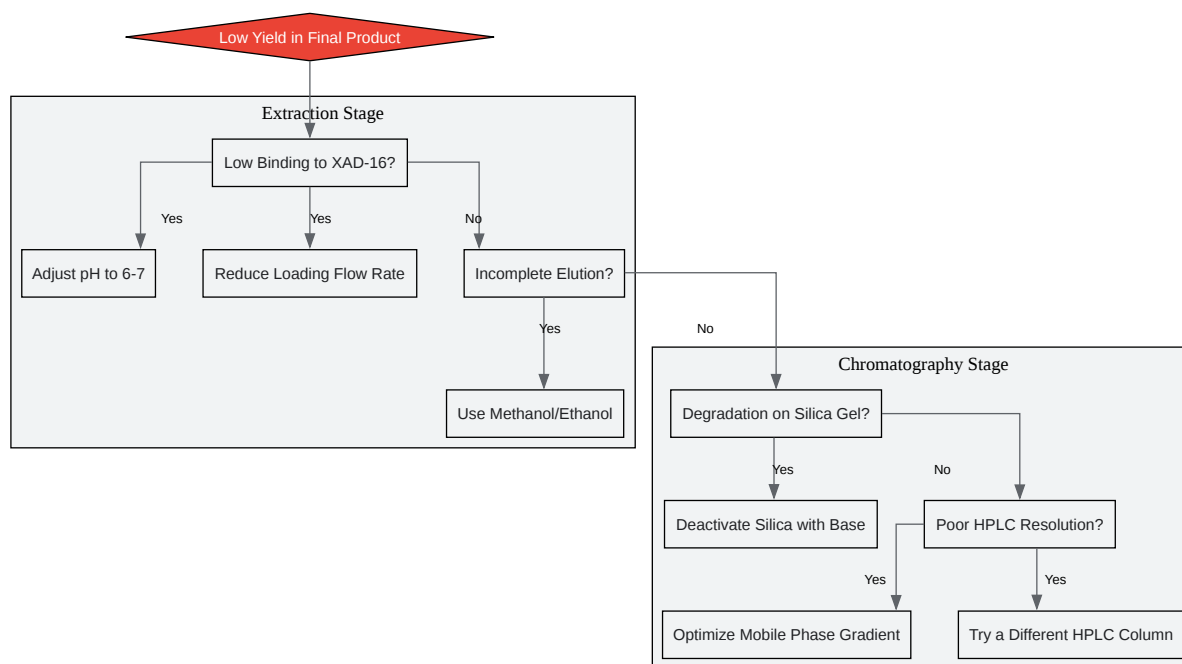 Low Yield in Final Product
Extraction Stage
Low Binding to XAD-16?
Yes
Yes
No
Adjust pH to 6-7
Reduce Loading Flow Rate
Incomplete Elution?
Yes
No
Use Methanol/Ethanol
Chromatography Stage
Degradation on Silica Gel?
Yes
No
Deactivate Silica with Base
Poor HPLC Resolution?
Yes
Yes
Optimize Mobile Phase Gradient
Try a Different HPLC Column